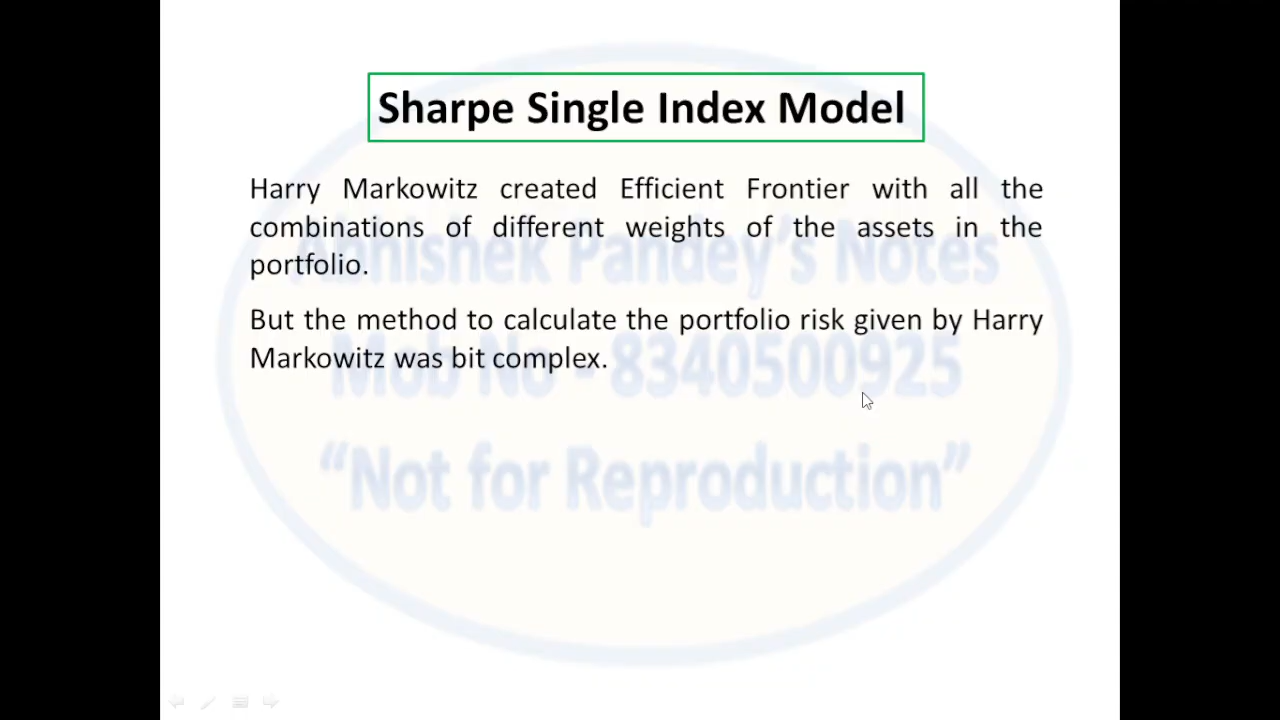 Sharpe Single Index Model
Harry Markowitz created Efficient Frontier with all the
combinations of different weights of the assets in the
portfolio.
But the method to calculate the portfolio risk given by Harry
Markowitz was bit complex.
Abhishek Pandey's Notes
Mob No - 8340500925
“Not for Reproduction”